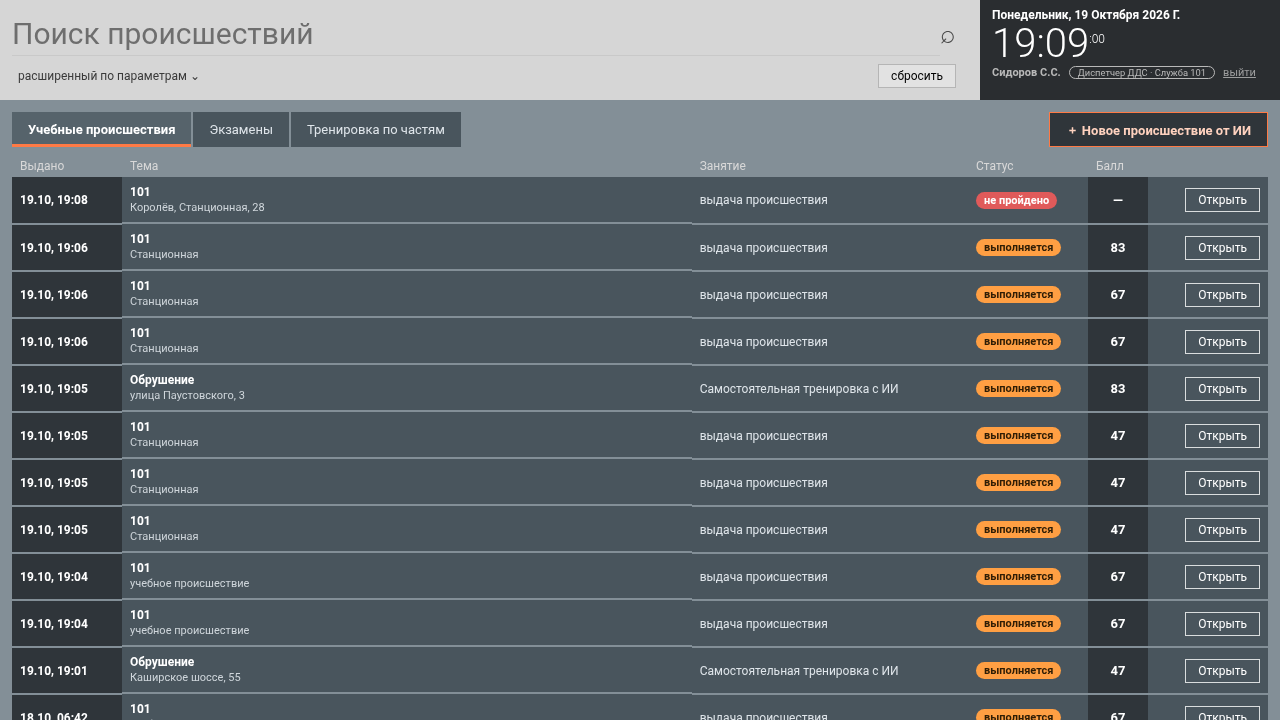 Поиск происшествий
расширенный по параметрам
сбросить
Понедельник, 19 Октября 2026 Г.
19:09:00
Сидоров С.С. Диспетчер ДДС · Служба 101 выйти
Учебные происшествия Экзамены Тренировка по частям
+ Новое происшествие от ИИ
Выдано Тема Занятие Статус Балл
19.10, 19:08 101 выдача происшествия не пройдено — Открыть
Королёв, Станционная, 28
19.10, 19:06 101 выдача происшествия выполняется 83 Открыть
Станционная
19.10, 19:06 101 выдача происшествия выполняется 67 Открыть
Станционная
19.10, 19:06 101 выдача происшествия выполняется 67 Открыть
Станционная
19.10, 19:05 Обрушение Самостоятельная тренировка с ИИ выполняется 83 Открыть
улица Паустовского, 3
19.10, 19:05 101 выдача происшествия выполняется 47 Открыть
Станционная
19.10, 19:05 101 выдача происшествия выполняется 47 Открыть
Станционная
19.10, 19:05 101 выдача происшествия выполняется 47 Открыть
Станционная
19.10, 19:04 101 выдача происшествия выполняется 67 Открыть
учебное происшествие
19.10, 19:04 101 выдача происшествия выполняется 67 Открыть
учебное происшествие
19.10, 19:01 Обрушение Самостоятельная тренировка с ИИ выполняется 47 Открыть
Каширское шоссе, 55
18.10, 06:42 101 выдача происшествия выполняется 67 Открыть